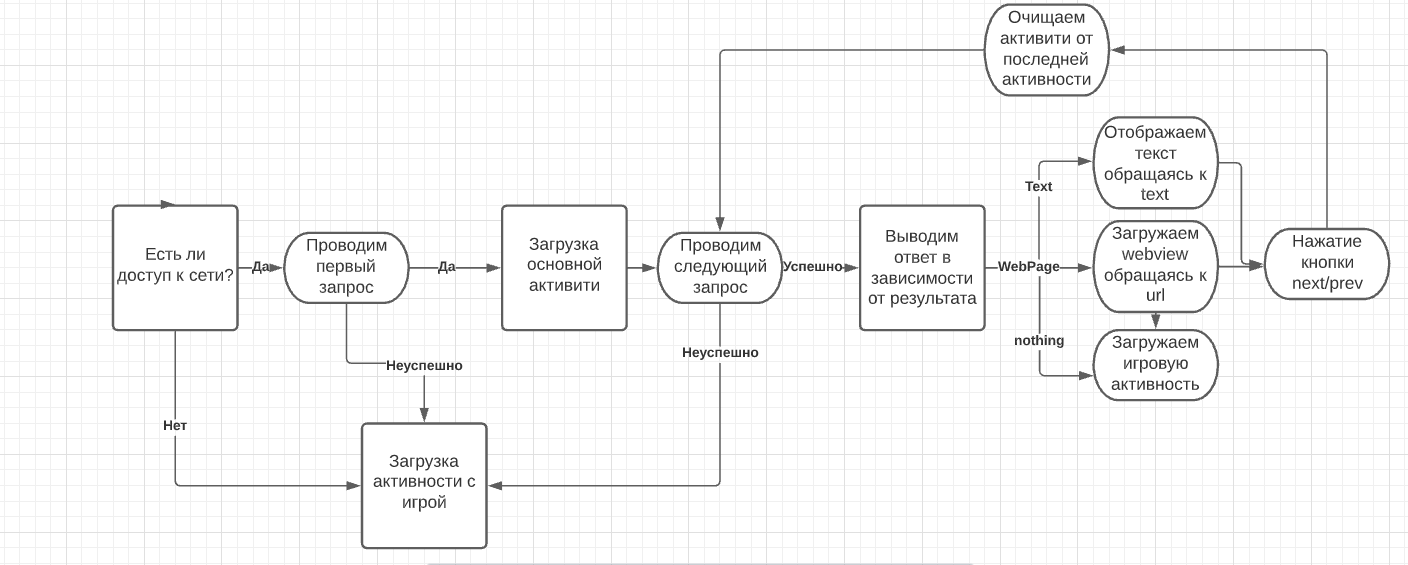 Очищаем
активити от
последней
активности
Отображаем
текст
обращаясь к
text
Text
Есть ли
доступ к сети?
Да
Проводим
первый
запрос
Да
Загрузка
основной
активити
Проводим
следующий
запрос
Успешно
Выводим
ответ в
зависимости
от результата
WebPage
Загружаем
webview
обращаясь к
url
Нажатие
кнопки
next/prev
nothing
Загружаем
игровую
активность
Неуспешно
Неуспешно
Нет
Загрузка
активности с
игрой